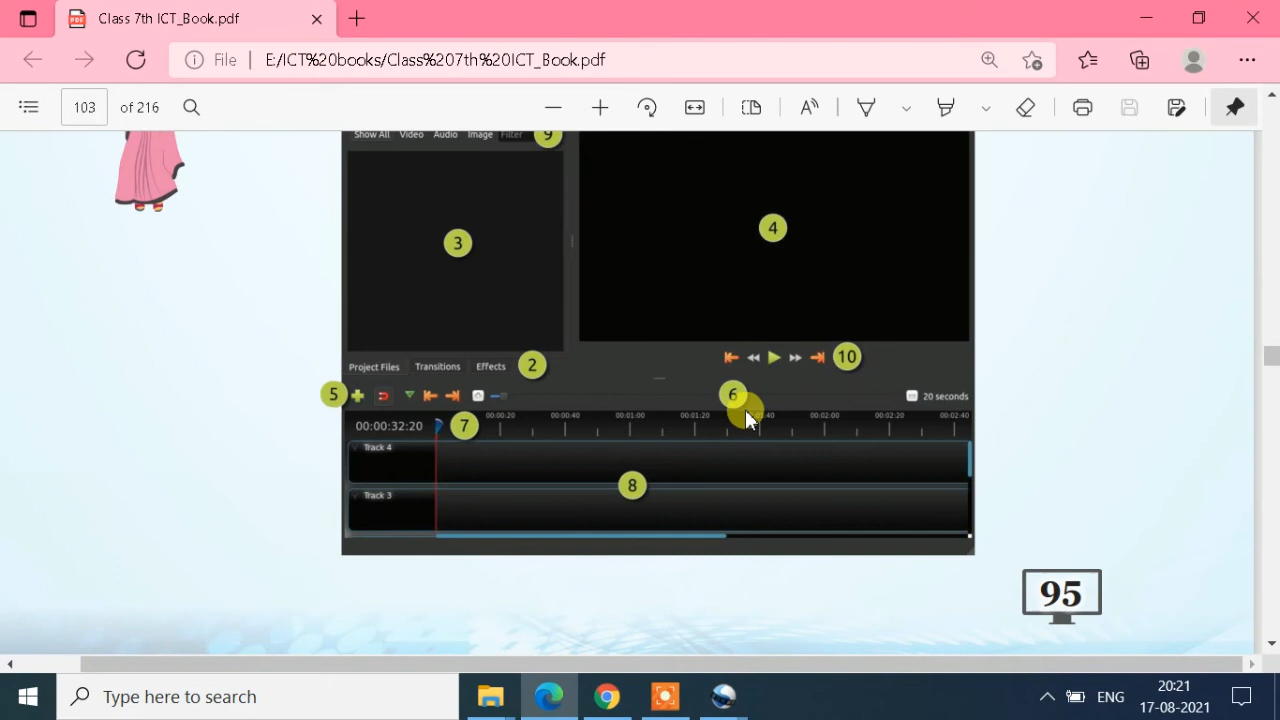 Class 7th ICT_Book.pdf
File
E:/ICT%20books/Class%207th%20ICT_Book.pdf
103 of 216
Show All Video Audio Image Filter 9
3
4
Project Files Transitions Effects 2
10
5
6
20 seconds
00:00:32:20
7
00:00:20 00:00:40 00:01:00 00:01:20 00:02:00 00:02:20 00:02:40
Track 4
8
Track 3
95
Type here to search
ENG
20:21
17-08-2021